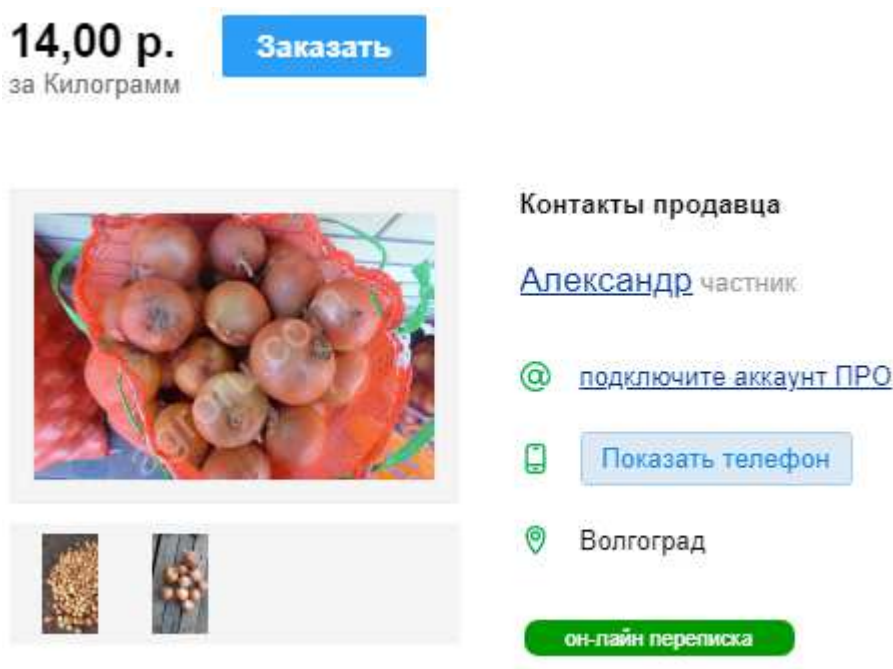 14,00 р.
Заказать
за Килограмм
Контакты продавца
Александр частник
подключите аккаунт ПРО
Показать телефон
Волгоград
он-лайн переписка